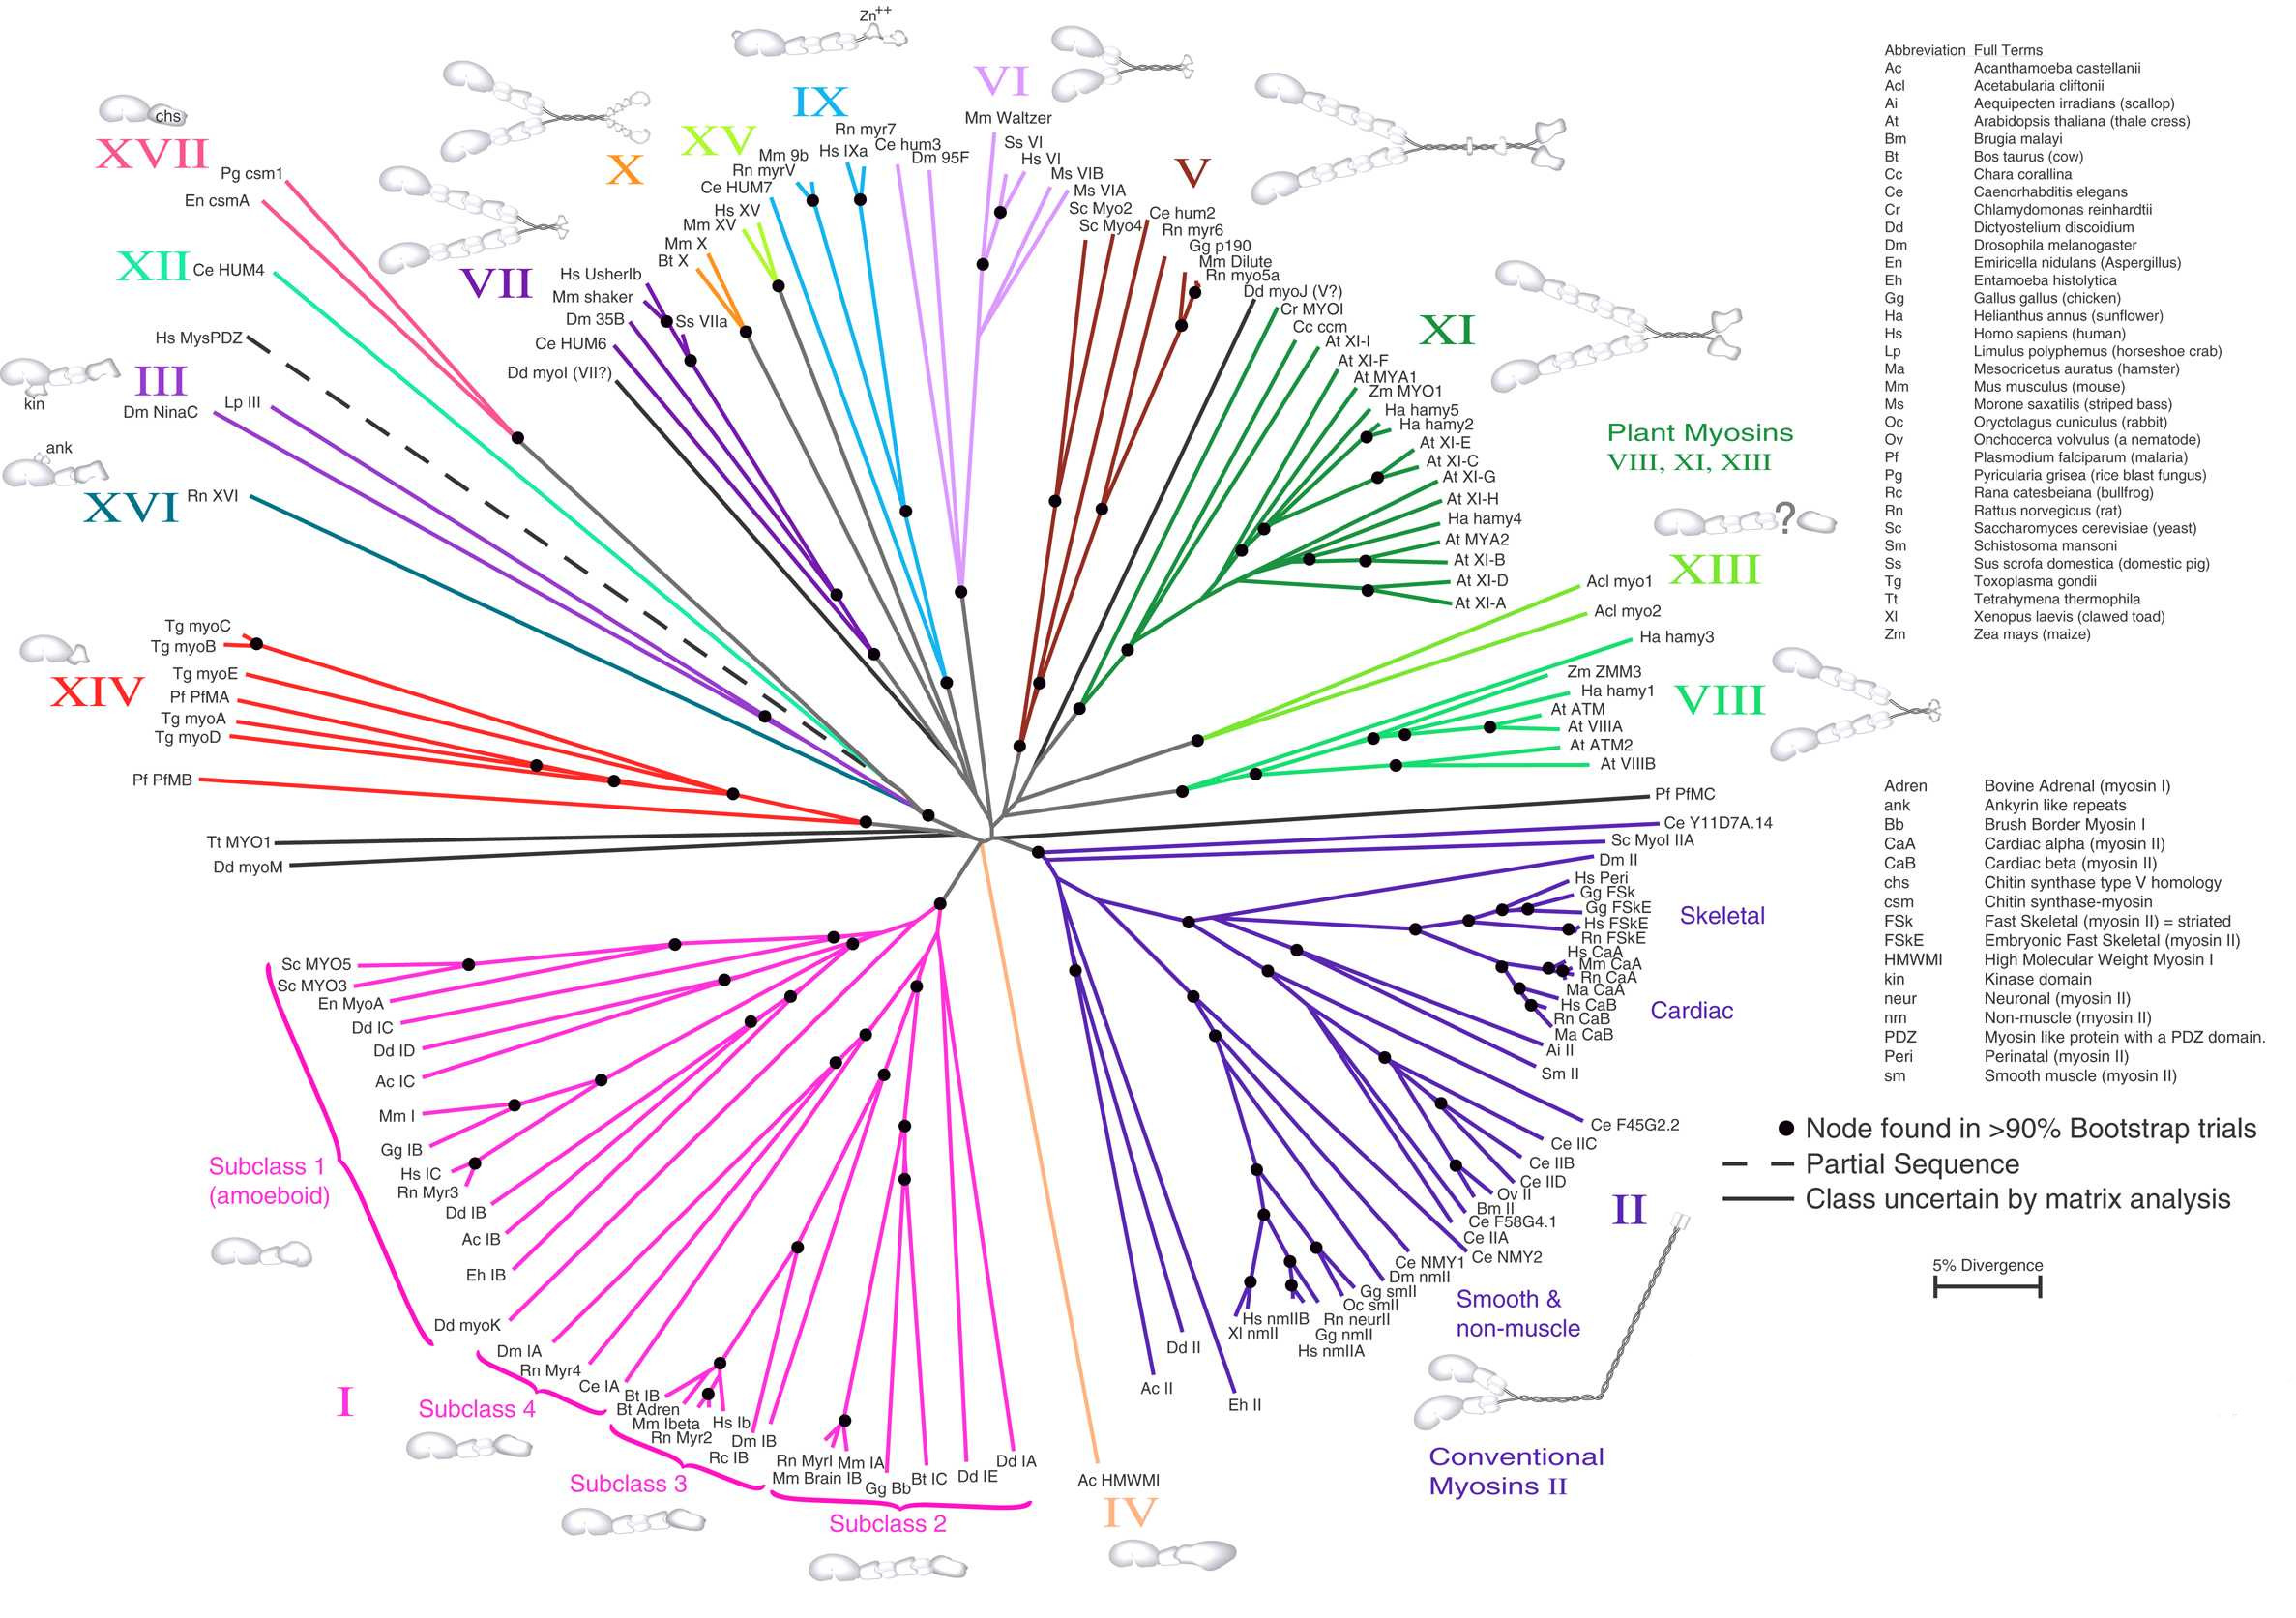 Zn++
chs
XVII
Pg csm1
En csmA
XII
Ce HUM4
Hs MysPDZ
kin
III
Dm NinaC
Lp III
ank
XVI
Rn XVI
XIV
Tg myoC
Tg myoB
Tg myoE
Pf PfMA
Tg myoA
Tg myoD
Pf PfMB
Tt MYO1
Dd myoM
VII
Hs UsherIb
Mm shaker
Ss VIIa
Dm 35B
Ce HUM6
Dd myoI (VII?)
X
Mm X
Bt X
XV
Hs XV
Mm XV
IX
Rn myr7
Hs IXa
Mm 9b
Rn myrV
Ce HUM7
VI
Ce hum3
Dm 95F
Mm Waltzer
Ss VI
Hs VI
Ms VIB
Ms VIA
V
Sc Myo2
Sc Myo4
Ce hum2
Rn myr6
Gg p190
Mm Dilute
Rn myo5a
Dd myoJ (V?)
XI
Cr MYOI
Cc ccm
At XI-I
At XI-F
At MYA1
Zm MYO1
Ha hamy5
Ha hamy2
At XI-E
At XI-C
At XI-G
At XI-H
Ha hamy4
At MYA2
At XI-B
At XI-D
At XI-A
Plant Myosins
VIII, XI, XIII
?
XIII
Acl myo1
Acl myo2
VIII
Ha hamy3
Zm ZMM3
Ha hamy1
At ATM
At VIIIA
At ATM2
At VIIIB
Pf PfMC
Ce Y11D7A.14
Sc MyoI IIA
Dm II
Hs Peri
Gg FSk
Gg FSkE
Hs FSkE
Rn FSkE
Skeletal
Hs CaA
Mm CaA
Rn CaA
Ma CaA
Hs CaB
Rn CaB
Ma CaB
Cardiac
Ai II
Sm II
Ce F45G2.2
Ce IIC
Ce IIB
Ce IID
Ov II
Bm II
Ce F58G4.1
Ce IIA
Ce NMY2
Ce NMY1
Dm nmII
Gg smII
Oc smII
Rn neurII
Gg nmII
Hs nmIIA
Hs nmIIB
Xl nmII
Smooth &
non-muscle
II
Conventional
Myosins II
Dd II
Ac II
Eh II
Ac HMWMI
IV
I
Subclass 1
(amoeboid)
Sc MYO5
Sc MYO3
En MyoA
Dd IC
Dd ID
Ac IC
Mm I
Gg IB
Hs IC
Rn Myr3
Dd IB
Ac IB
Eh IB
Dd myoK
Subclass 4
Dm IA
Rn Myr4
Ce IA
Subclass 3
Bt IB
Bt Adren
Mm Ibeta
Rn Myr2
Hs Ib
Dm IB
Rc IB
Subclass 2
Rn MyrI
Mm IA
Mm Brain IB
Gg Bb
Bt IC
Dd IE
Dd IA
Abbreviation Full Terms
Ac Acanthamoeba castellanii
Acl Acetabularia cliftonii
Ai Aequipecten irradians (scallop)
At Arabidopsis thaliana (thale cress)
Bm Brugia malayi
Bt Bos taurus (cow)
Cc Chara corallina
Ce Caenorhabditis elegans
Cr Chlamydomonas reinhardtii
Dd Dictyostelium discoidium
Dm Drosophila melanogaster
En Emiricella nidulans (Aspergillus)
Eh Entamoeba histolytica
Gg Gallus gallus (chicken)
Ha Helianthus annus (sunflower)
Hs Homo sapiens (human)
Lp Limulus polyphemus (horseshoe crab)
Ma Mesocricetus auratus (hamster)
Mm Mus musculus (mouse)
Ms Morone saxatilis (striped bass)
Oc Oryctolagus cuniculus (rabbit)
Ov Onchocerca volvulus (a nematode)
Pf Plasmodium falciparum (malaria)
Pg Pyricularia grisea (rice blast fungus)
Rc Rana catesbeiana (bullfrog)
Rn Rattus norvegicus (rat)
Sc Saccharomyces cerevisiae (yeast)
Sm Schistosoma mansoni
Ss Sus scrofa domestica (domestic pig)
Tg Toxoplasma gondii
Tt Tetrahymena thermophila
Xl Xenopus laevis (clawed toad)
Zm Zea mays (maize)
Adren Bovine Adrenal (myosin I)
ank Ankyrin like repeats
Bb Brush Border Myosin I
CaA Cardiac alpha (myosin II)
CaB Cardiac beta (myosin II)
chs Chitin synthase type V homology
csm Chitin synthase-myosin
FSk Fast Skeletal (myosin II) = striated
FSkE Embryonic Fast Skeletal (myosin II)
HMWMI High Molecular Weight Myosin I
kin Kinase domain
neur Neuronal (myosin II)
nm Non-muscle (myosin II)
PDZ Myosin like protein with a PDZ domain.
Peri Perinatal (myosin II)
sm Smooth muscle (myosin II)
Node found in >90% Bootstrap trials
Partial Sequence
Class uncertain by matrix analysis
5% Divergence